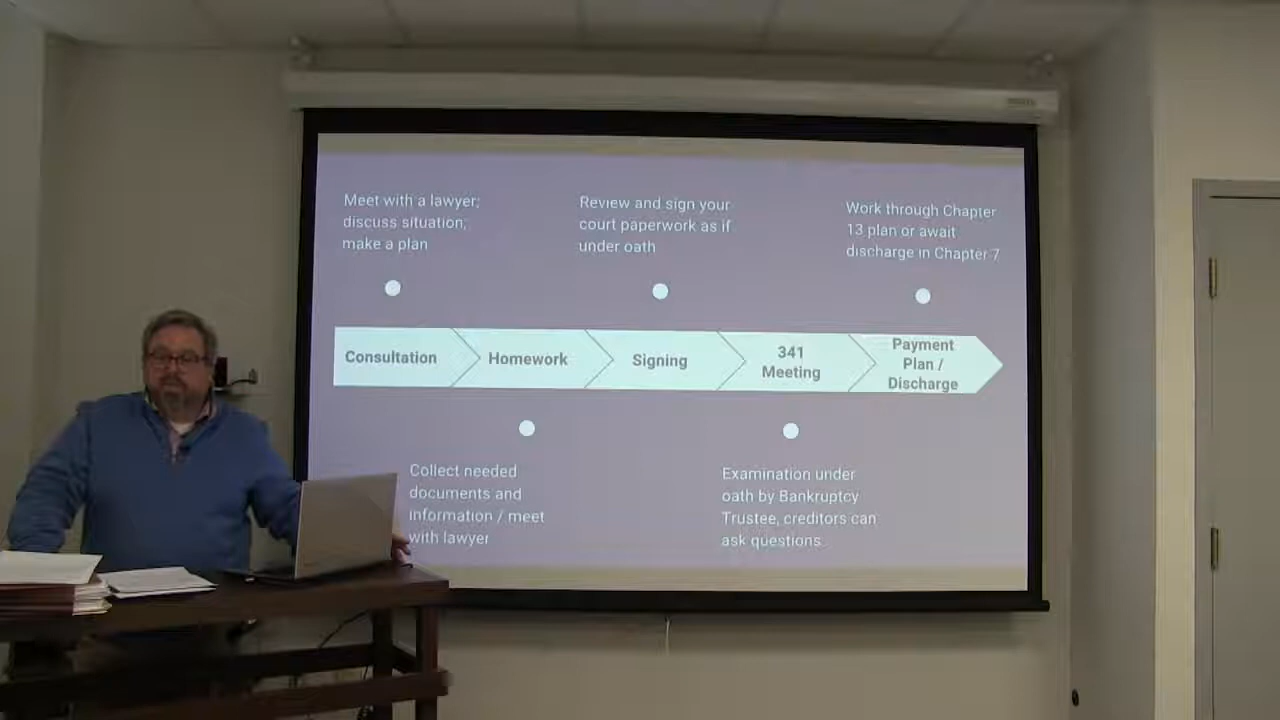 Meet with a lawyer;
discuss situation;
make a plan
Review and sign your
court paperwork as if
under oath
Work through Chapter
13 plan or await
discharge in Chapter 7
Consultation
Homework
Signing
341
Meeting
Payment
Plan /
Discharge
Collect needed
documents and
information / meet
with lawyer
Examination under
oath by Bankruptcy
Trustee, creditors can
ask questions.